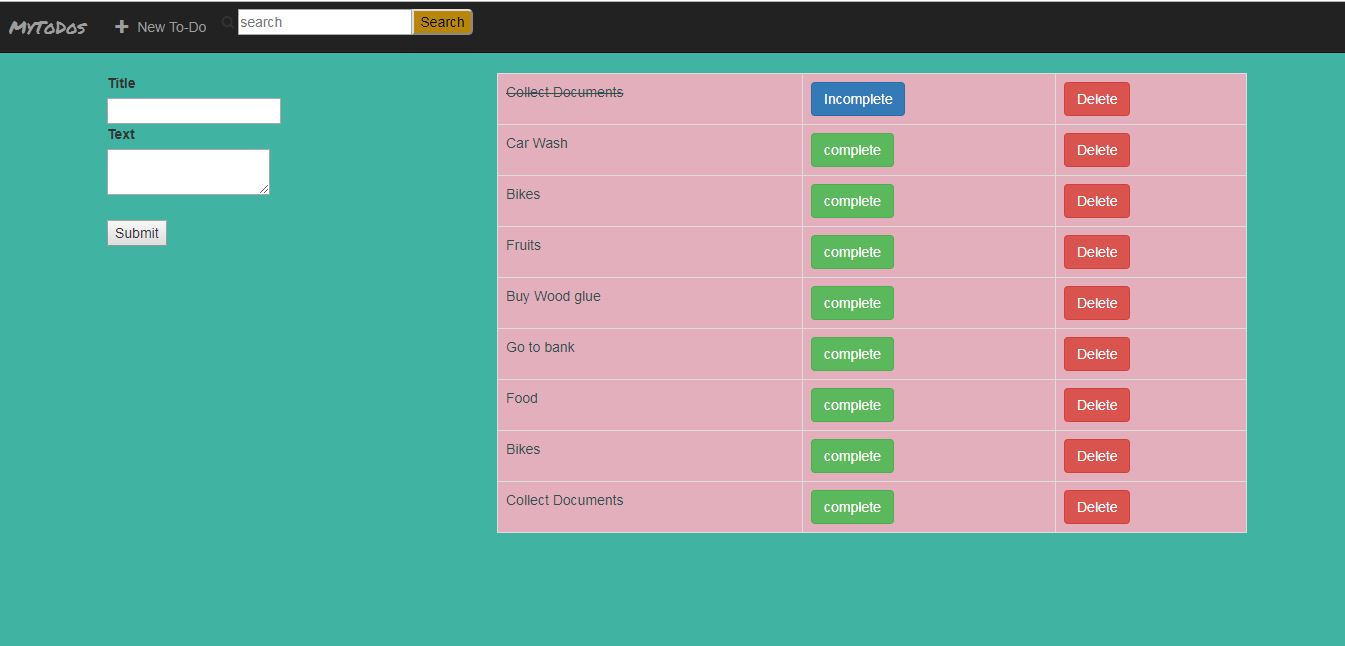 MyToDos New To-Do search Search
Title
Text
Submit
Collect Documents Incomplete Delete
Car Wash complete Delete
Bikes complete Delete
Fruits complete Delete
Buy Wood glue complete Delete
Go to bank complete Delete
Food complete Delete
Bikes complete Delete
Collect Documents complete Delete